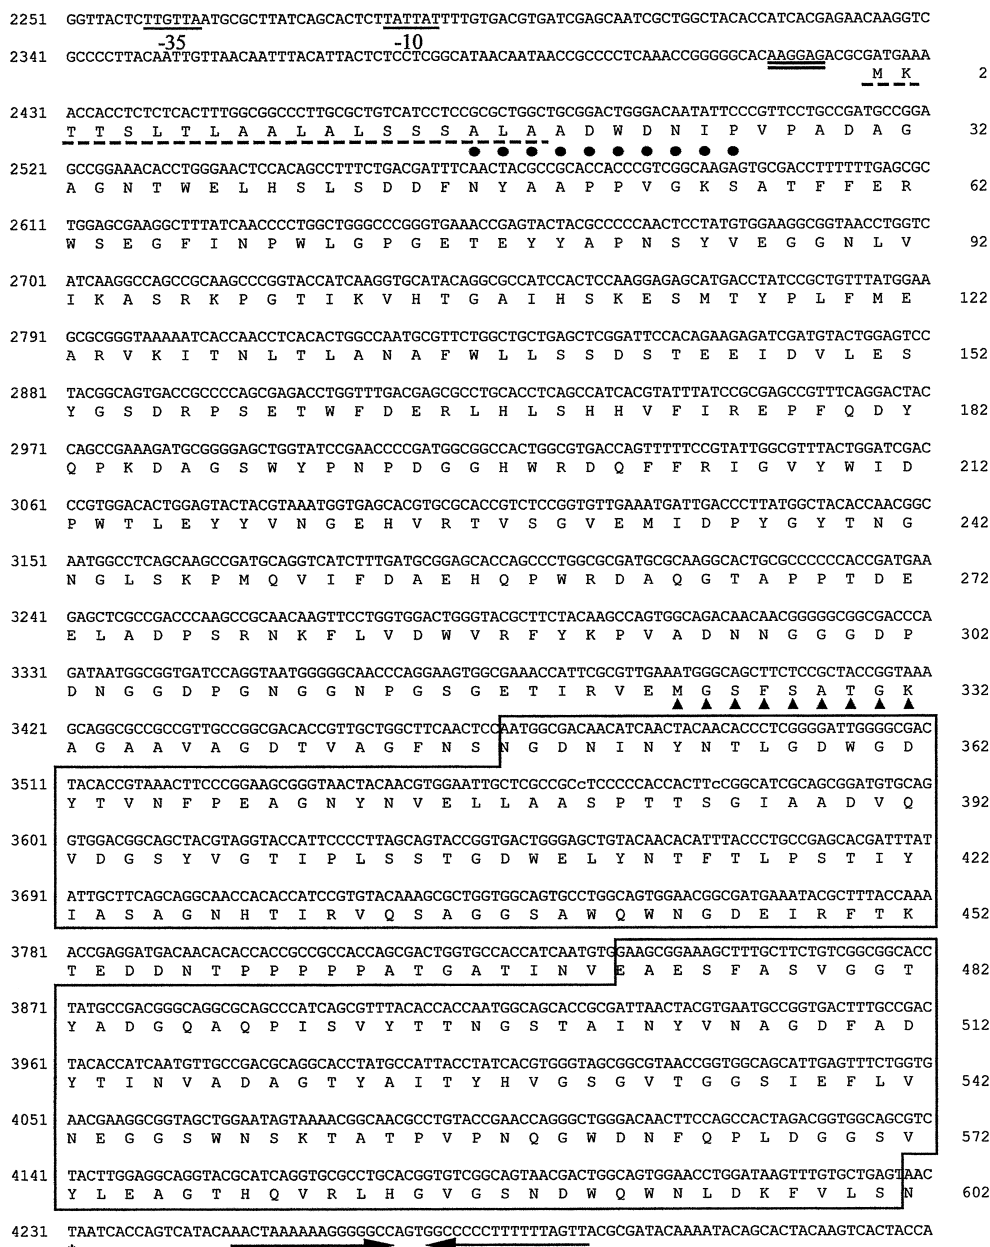 2251 GGTTACTCTTGTTAATGCGCTTATCAGCACTCTTATTATTTTGTGACGTGATCGAGCAATCGCTGGCTACACCATCACGAGAACAAGGTC
-35 -10
2341 GCCCCTTACAATTGTTAACAATTTACATTACTCTCCTCGGCATAACAATAACCGCCCCTCAAACCGGGGGCACAAGGAGACGCGATGAAA
M K 2
2431 ACCACCTCTCTCACTTTGGCGGCCCTTGCGCTGTCATCCTCCGCGCTGGCTGCGGACTGGGACAATATTCCCGTTCCTGCCGATGCCGGA
T T S L T L A A L A L S S S A L A A D W D N I P V P A D A G 32
2521 GCCGGAAACACCTGGGAACTCCACAGCCTTTCTGACGATTTCAACTACGCCGCACCACCCGTCGGCAAGAGTGCGACCTTTTTTGAGCGC
A G N T W E L H S L S D D F N Y A A P P V G K S A T F F E R 62
2611 TGGAGCGAAGGCTTTATCAACCCCTGGCTGGGCCCGGGTGAAACCGAGTACTACGCCCCCAACTCCTATGTGGAAGGCGGTAACCTGGTC
W S E G F I N P W L G P G E T E Y Y A P N S Y V E G G N L V 92
2701 ATCAAGGCCAGCCGCAAGCCCGGTACCATCAAGGTGCATACAGGCGCCATCCACTCCAAGGAGAGCATGACCTATCCGCTGTTTATGGAA
I K A S R K P G T I K V H T G A I H S K E S M T Y P L F M E 122
2791 GCGCGGGTAAAAATCACCAACCTCACACTGGCCAATGCGTTCTGGCTGCTGAGCTCGGATTCCACAGAAGAGATCGATGTACTGGAGTCC
A R V K I T N L T L A N A F W L L S S D S T E E I D V L E S 152
2881 TACGGCAGTGACCGCCCCAGCGAGACCTGGTTTGACGAGCGCCTGCACCTCAGCCATCACGTATTTATCCGCGAGCCGTTTCAGGACTAC
Y G S D R P S E T W F D E R L H L S H H V F I R E P F Q D Y 182
2971 CAGCCGAAAGATGCGGGGAGCTGGTATCCGAACCCCGATGGCGGCCACTGGCGTGACCAGTTTTTCCGTATTGGCGTTTACTGGATCGAC
Q P K D A G S W Y P N P D G G H W R D Q F F R I G V Y W I D 212
3061 CCGTGGACACTGGAGTACTACGTAAATGGTGAGCACGTGCGCACCGTCTCCGGTGTTGAAATGATTGACCCTTATGGCTACACCAACGGC
P W T L E Y Y V N G E H V R T V S G V E M I D P Y G Y T N G 242
3151 AATGGCCTCAGCAAGCCGATGCAGGTCATCTTTGATGCGGAGCACCAGCCCTGGCGCGATGCGCAAGGCACTGCGCCCCCCACCGATGAA
N G L S K P M Q V I F D A E H Q P W R D A Q G T A P P T D E 272
3241 GAGCTCGCCGACCCAAGCCGCAACAAGTTCCTGGTGGACTGGGTACGCTTCTACAAGCCAGTGGCAGACAACAACGGGGGCGGCGACCCA
E L A D P S R N K F L V D W V R F Y K P V A D N N G G G D P 302
3331 GATAATGGCGGTGATCCAGGTAATGGGGGCAACCCAGGAAGTGGCGAAACCATTCGCGTTGAAATGGGCAGCTTCTCCGCTACCGGTAAA
D N G G D P G N G G N P G S G E T I R V E M G S F S A T G K 332
3421 GCAGGCGCCGCCGTTGCCGGCGACACCGTTGCTGGCTTCAACTCCAATGGCGACAACATCAACTACAACACCCTCGGGGATTGGGGCGAC
A G A A V A G D T V A G F N S N G D N I N Y N T L G D W G D 362
3511 TACACCGTAAACTTCCCGGAAGCGGGTAACTACAACGTGGAATTGCTCGCCGCcTCCCCCACCACTTcCGGCATCGCAGCGGATGTGCAG
Y T V N F P E A G N Y N V E L L A A S P T T S G I A A D V Q 392
3601 GTGGACGGCAGCTACGTAGGTACCATTCCCCTTAGCAGTACCGGTGACTGGGAGCTGTACAACACATTTACCCTGCCGAGCACGATTTAT
V D G S Y V G T I P L S S T G D W E L Y N T F T L P S T I Y 422
3691 ATTGCTTCAGCAGGCAACCACACCATCCGTGTACAAAGCGCTGGTGGCAGTGCCTGGCAGTGGAACGGCGATGAAATACGCTTTACCAAA
I A S A G N H T I R V Q S A G G S A W Q W N G D E I R F T K 452
3781 ACCGAGGATGACAACACACCACCGCCGCCACCAGCGACTGGTGCCACCATCAATGTGGAAGCGGAAAGCTTTGCTTCTGTCGGCGGCACC
T E D D N T P P P P P A T G A T I N V E A E S F A S V G G T 482
3871 TATGCCGACGGGCAGGCGCAGCCCATCAGCGTTTACACCACCAATGGCAGCACCGCGATTAACTACGTGAATGCCGGTGACTTTGCCGAC
Y A D G Q A Q P I S V Y T T N G S T A I N Y V N A G D F A D 512
3961 TACACCATCAATGTTGCCGACGCAGGCACCTATGCCATTACCTATCACGTGGGTAGCGGCGTAACCGGTGGCAGCATTGAGTTTCTGGTG
Y T I N V A D A G T Y A I T Y H V G S G V T G G S I E F L V 542
4051 AACGAAGGCGGTAGCTGGAATAGTAAAACGGCAACGCCTGTACCGAACCAGGGCTGGGACAACTTCCAGCCACTAGACGGTGGCAGCGTC
N E G G S W N S K T A T P V P N Q G W D N F Q P L D G G S V 572
4141 TACTTGGAGGCAGGTACGCATCAGGTGCGCCTGCACGGTGTCGGCAGTAACGACTGGCAGTGGAACCTGGATAAGTTTGTGCTGAGTAAC
Y L E A G T H Q V R L H G V G S N D W Q W N L D K F V L S N 602
4231 TAATCACCAGTCATACAAACTAAAAAAGGGGGCCAGTGGCCCCCTTTTTTAGTTACGCGATACAAAATACAGCACTACAAGTCACTACCA
*